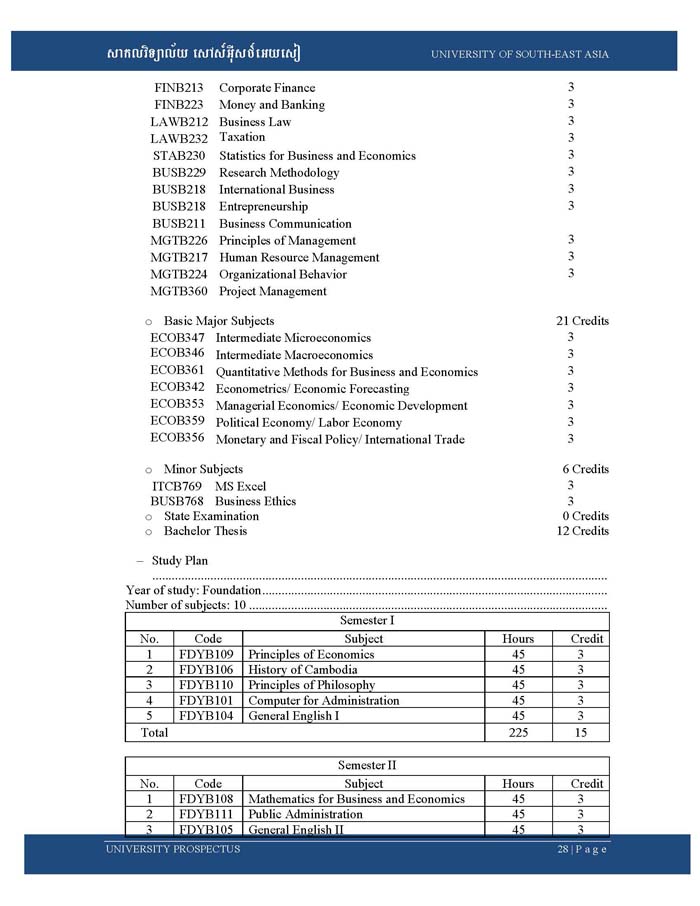 សាកលវិទ្យាល័យ សៅស៍អ៊ីសថ៍អេយសៀ UNIVERSITY OF SOUTH-EAST ASIA
FINB213 Corporate Finance 3
FINB223 Money and Banking 3
LAWB212 Business Law 3
LAWB232 Taxation 3
STAB230 Statistics for Business and Economics 3
BUSB229 Research Methodology 3
BUSB218 International Business 3
BUSB218 Entrepreneurship 3
BUSB211 Business Communication
MGTB226 Principles of Management 3
MGTB217 Human Resource Management 3
MGTB224 Organizational Behavior 3
MGTB360 Project Management
o Basic Major Subjects 21 Credits
ECOB347 Intermediate Microeconomics 3
ECOB346 Intermediate Macroeconomics 3
ECOB361 Quantitative Methods for Business and Economics 3
ECOB342 Econometrics/ Economic Forecasting 3
ECOB353 Managerial Economics/ Economic Development 3
ECOB359 Political Economy/ Labor Economy 3
ECOB356 Monetary and Fiscal Policy/ International Trade 3
o Minor Subjects 6 Credits
ITCB769 MS Excel 3
BUSB768 Business Ethics 3
o State Examination 0 Credits
o Bachelor Thesis 12 Credits
– Study Plan
Year of study: Foundation
Number of subjects: 10
Semester I
No. Code Subject Hours Credit
1 FDYB109 Principles of Economics 45 3
2 FDYB106 History of Cambodia 45 3
3 FDYB110 Principles of Philosophy 45 3
4 FDYB101 Computer for Administration 45 3
5 FDYB104 General English I 45 3
Total 225 15
Semester II
No. Code Subject Hours Credit
1 FDYB108 Mathematics for Business and Economics 45 3
2 FDYB111 Public Administration 45 3
3 FDYB105 General English II 45 3
UNIVERSITY PROSPECTUS 28 | P a g e